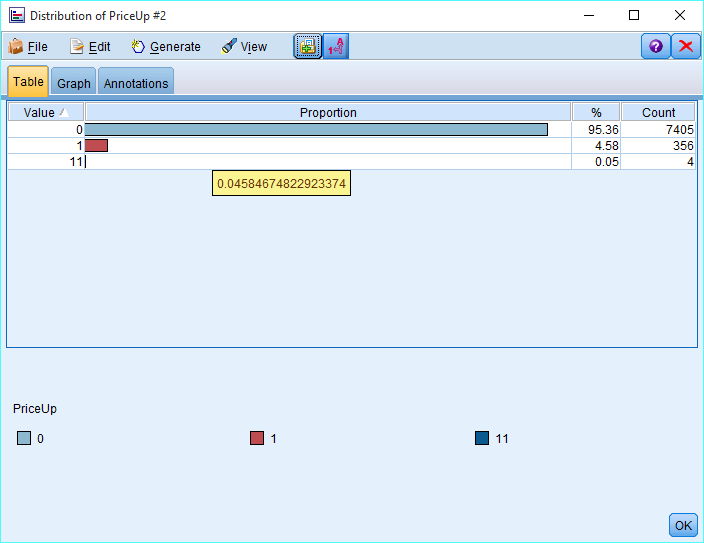 Distribution of PriceUp #2
File Edit Generate View
Table Graph Annotations
Value Proportion % Count
0 95.36 7405
1 4.58 356
11 0.05 4
0.04584674822923374
PriceUp
0 1 11
OK